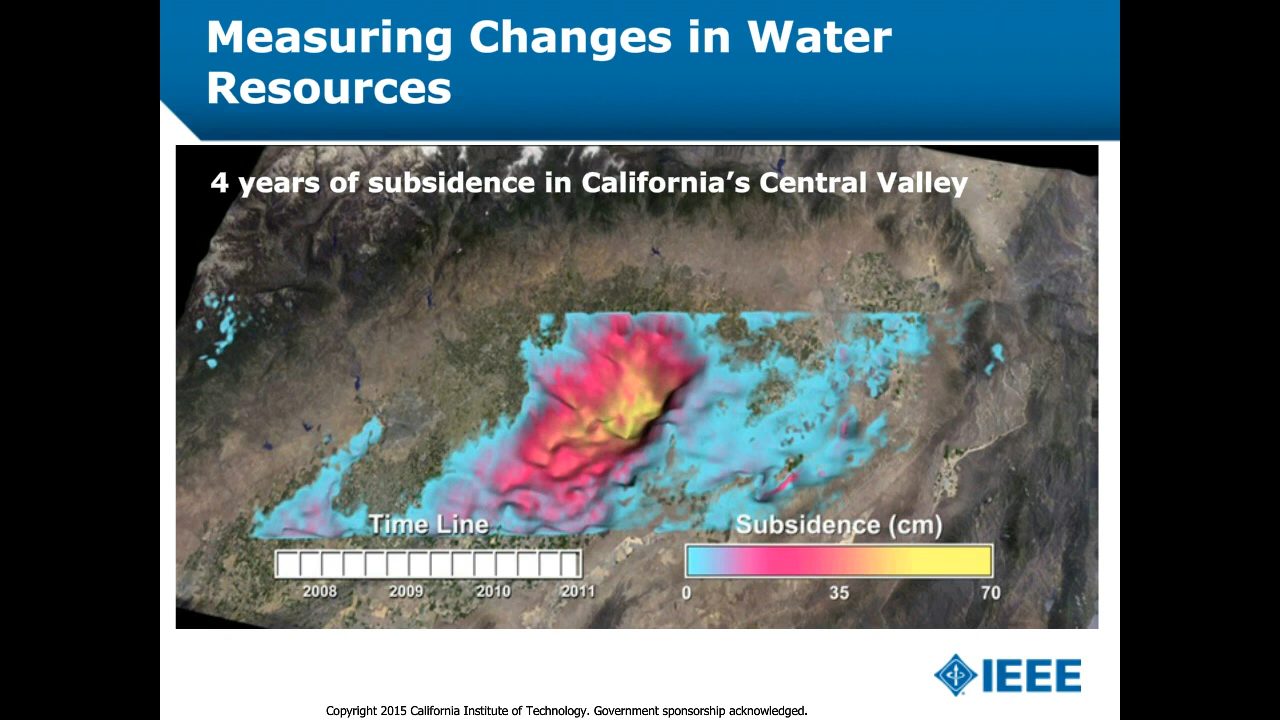 Measuring Changes in Water
Resources
4 years of subsidence in California’s Central Valley
Time Line
2008 2009 2010 2011
Subsidence (cm)
0 35 70
IEEE
Copyright 2015 California Institute of Technology. Government sponsorship acknowledged.